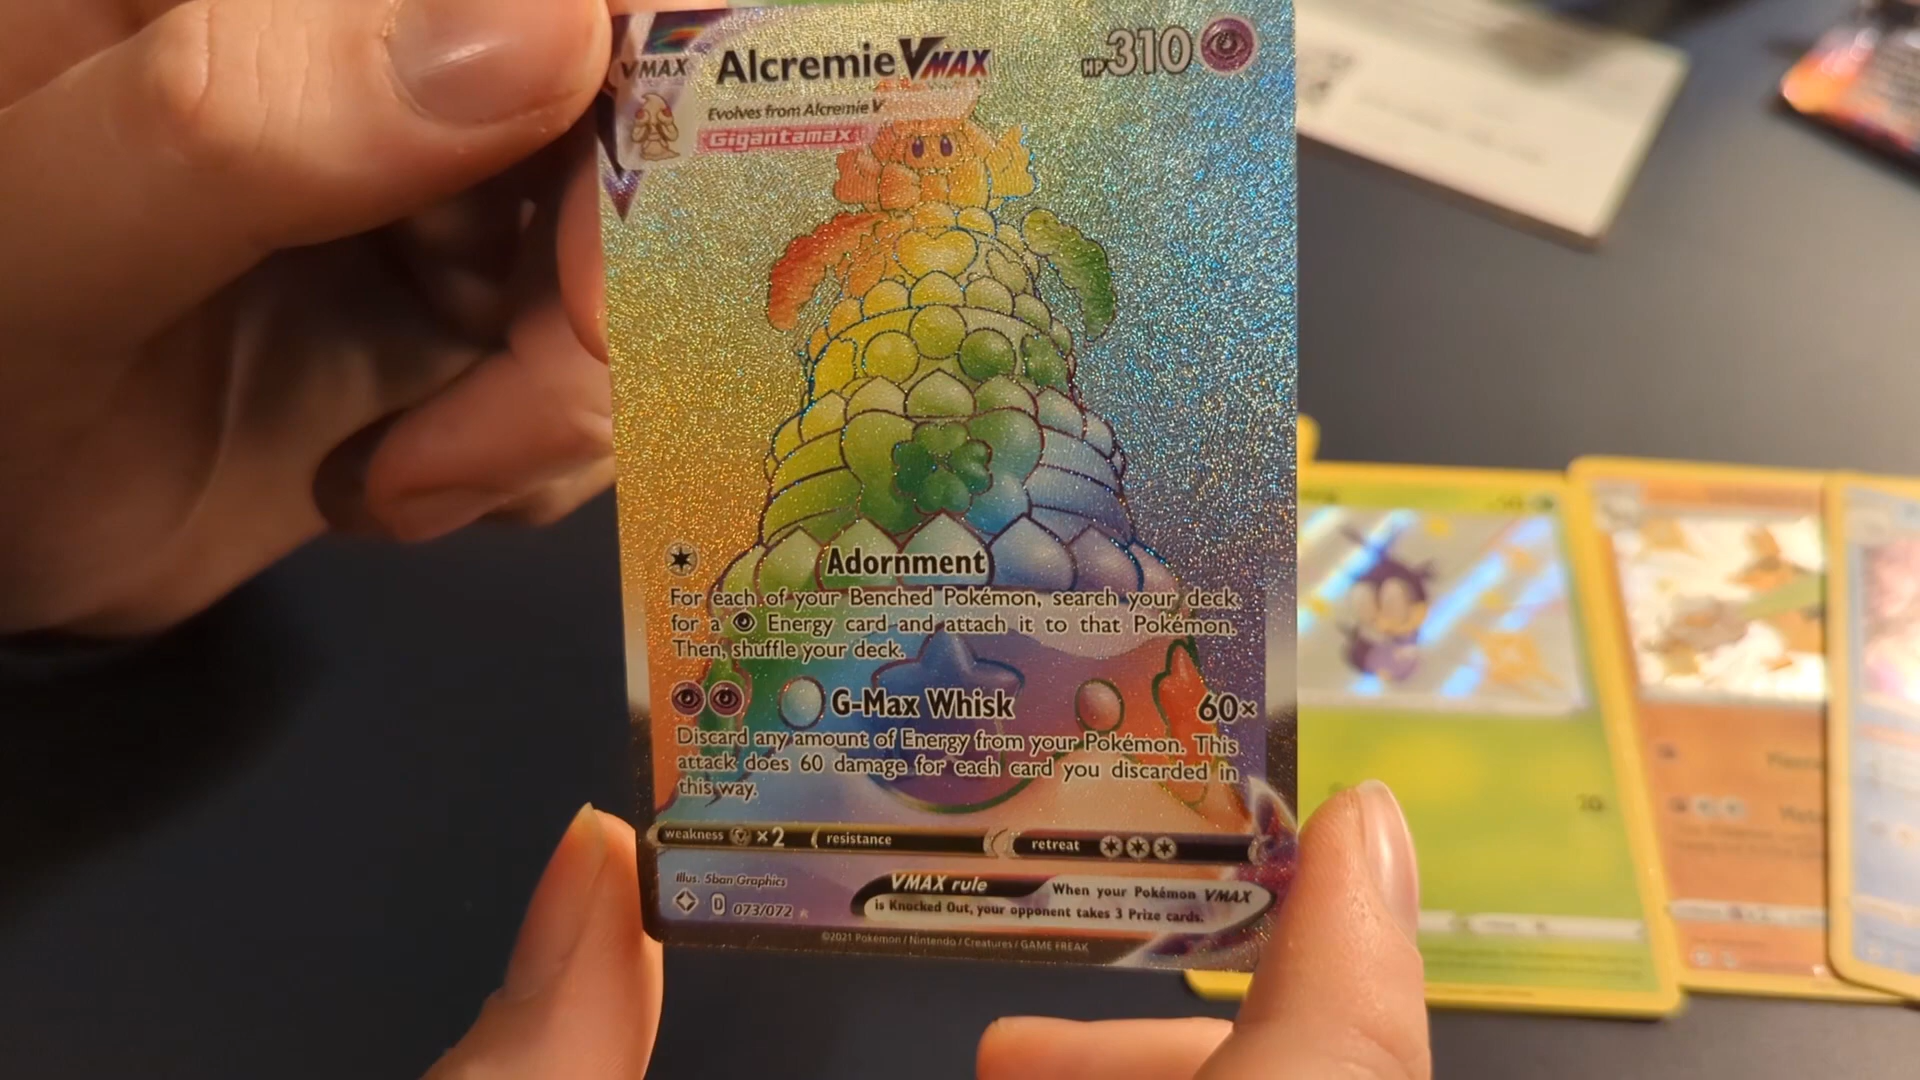 VMAX Alcremie VMAX HP 310
Evolves from Alcremie V
Gigantamax
Adornment
For each of your Benched Pokémon, search your deck
for a Energy card and attach it to that Pokémon.
Then, shuffle your deck.
G-Max Whisk 60×
Discard any amount of Energy from your Pokémon. This
attack does 60 damage for each card you discarded in
this way.
weakness ×2 resistance retreat
Illus. 5ban Graphics
VMAX rule When your Pokémon VMAX
is Knocked Out, your opponent takes 3 Prize cards.
D 073/072
©2021 Pokémon / Nintendo / Creatures / GAME FREAK